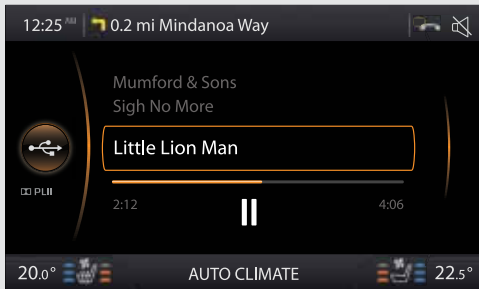 12:25 AM 0.2 mi Mindanoa Way
Mumford & Sons
Sigh No More
Little Lion Man
PLII
2:12 4:06
20.0° AUTO CLIMATE 22.5°